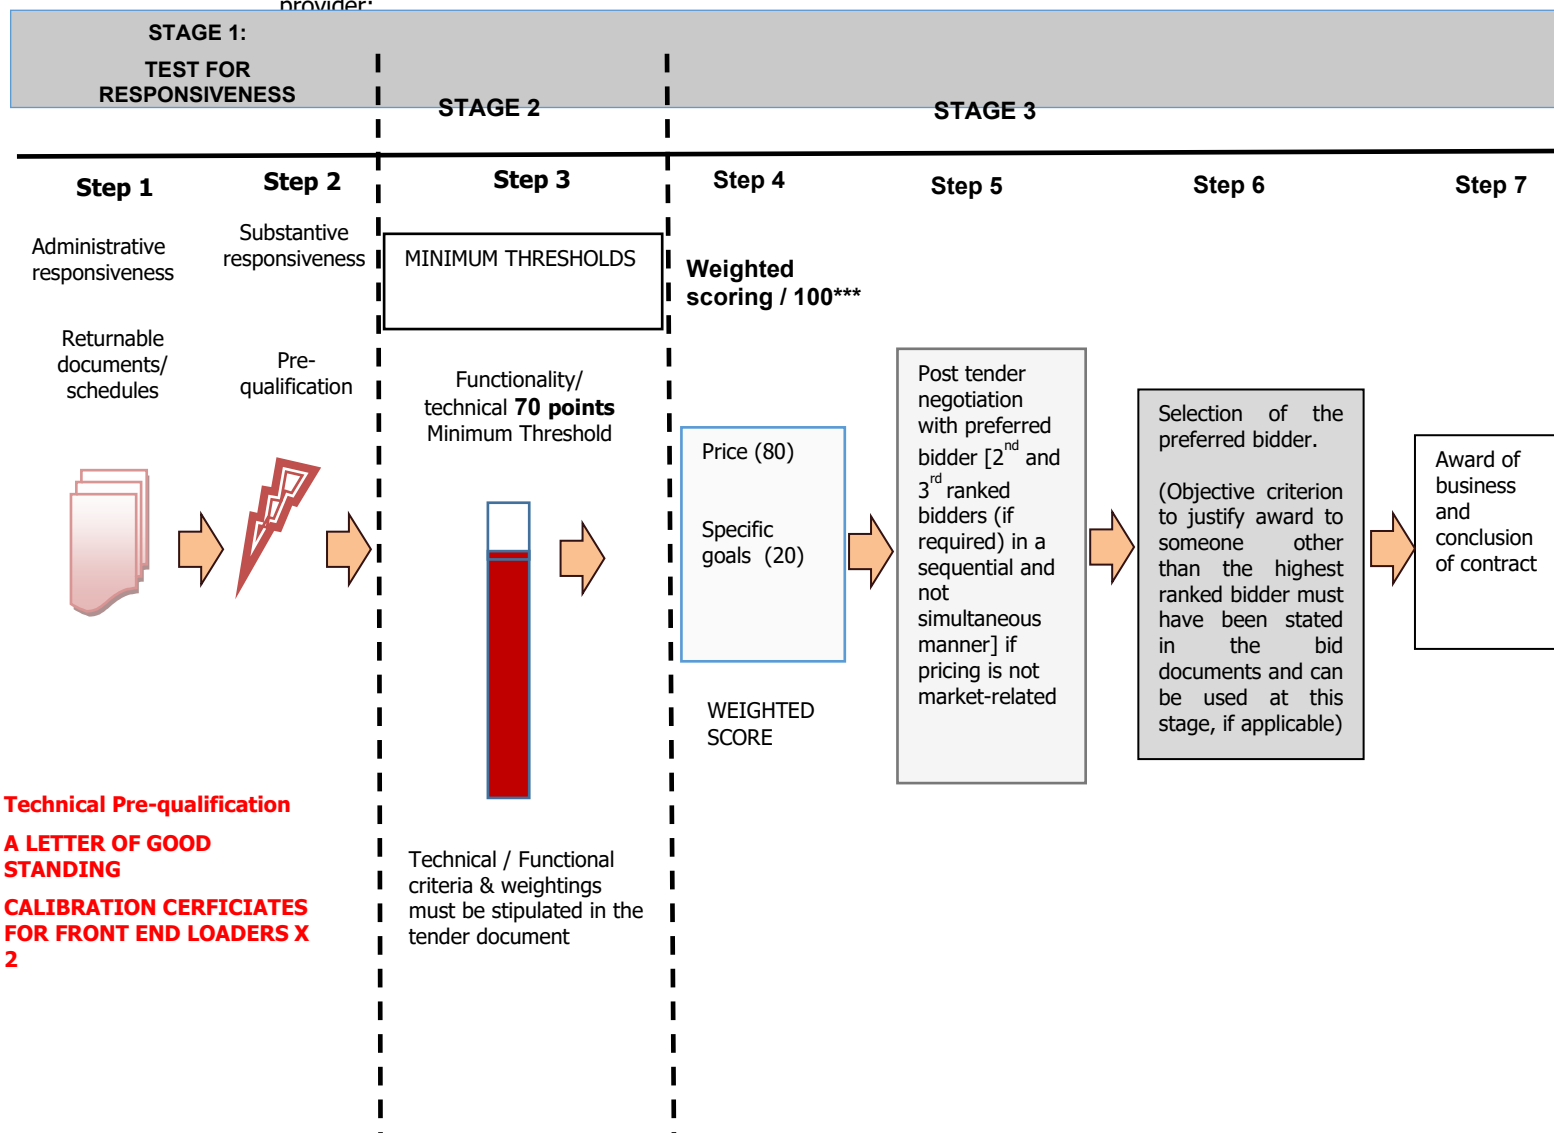 provider:
STAGE 1:
TEST FOR
RESPONSIVENESS
STAGE 2
STAGE 3
Step 1
Step 2
Step 3
Step 4
Step 5
Step 6
Step 7
Administrative
responsiveness
Substantive
responsiveness
MINIMUM THRESHOLDS
Weighted
scoring / 100***
Returnable
documents/
schedules
Pre-
qualification
Functionality/
technical 70 points
Minimum Threshold
Price (80)
Specific
goals (20)
WEIGHTED
SCORE
Post tender
negotiation
with preferred
bidder [2nd and
3rd ranked
bidders (if
required) in a
sequential and
not
simultaneous
manner] if
pricing is not
market-related
Selection of the
preferred bidder.
(Objective criterion
to justify award to
someone other
than the highest
ranked bidder must
have been stated
in the bid
documents and can
be used at this
stage, if applicable)
Award of
business
and
conclusion
of contract
Technical Pre-qualification
A LETTER OF GOOD
STANDING
CALIBRATION CERFICIATES
FOR FRONT END LOADERS X
2
Technical / Functional
criteria & weightings
must be stipulated in the
tender document